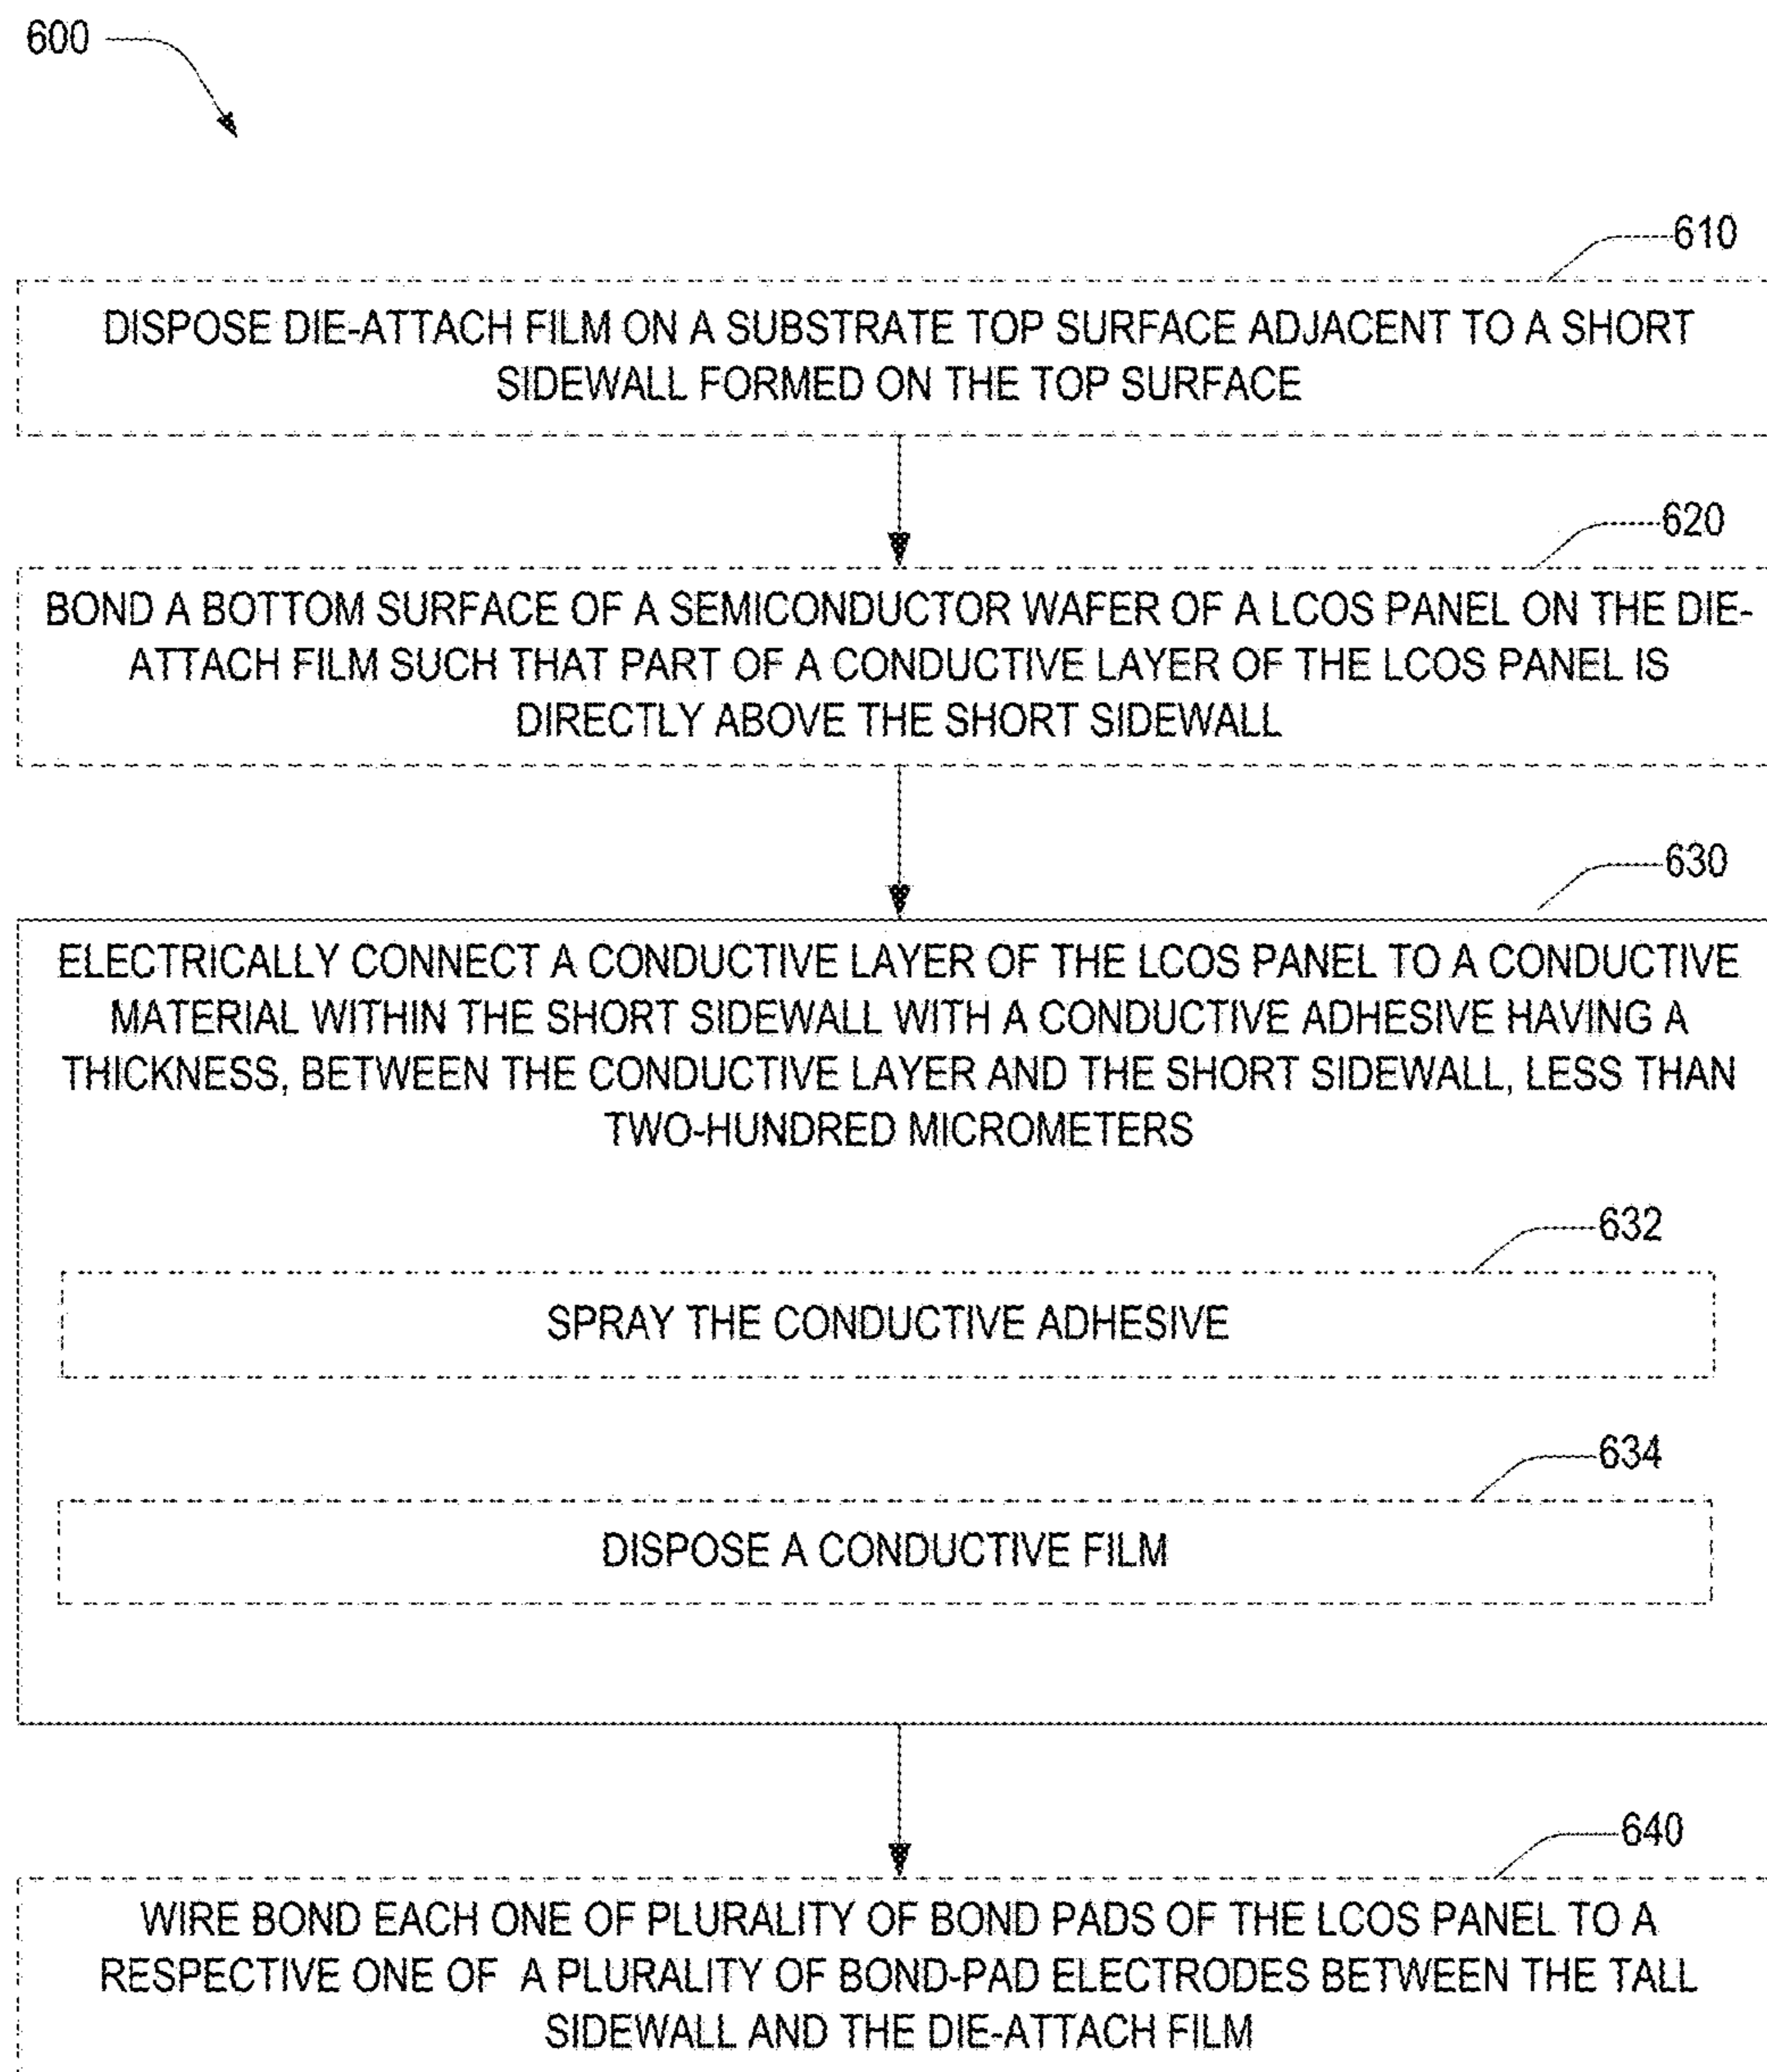 600
610
DISPOSE DIE-ATTACH FILM ON A SUBSTRATE TOP SURFACE ADJACENT TO A SHORT
SIDEWALL FORMED ON THE TOP SURFACE
620
BOND A BOTTOM SURFACE OF A SEMICONDUCTOR WAFER OF A LCOS PANEL ON THE DIE-
ATTACH FILM SUCH THAT PART OF A CONDUCTIVE LAYER OF THE LCOS PANEL IS
DIRECTLY ABOVE THE SHORT SIDEWALL
630
ELECTRICALLY CONNECT A CONDUCTIVE LAYER OF THE LCOS PANEL TO A CONDUCTIVE
MATERIAL WITHIN THE SHORT SIDEWALL WITH A CONDUCTIVE ADHESIVE HAVING A
THICKNESS, BETWEEN THE CONDUCTIVE LAYER AND THE SHORT SIDEWALL, LESS THAN
TWO-HUNDRED MICROMETERS
632
SPRAY THE CONDUCTIVE ADHESIVE
634
DISPOSE A CONDUCTIVE FILM
640
WIRE BOND EACH ONE OF PLURALITY OF BOND PADS OF THE LCOS PANEL TO A
RESPECTIVE ONE OF A PLURALITY OF BOND-PAD ELECTRODES BETWEEN THE TALL
SIDEWALL AND THE DIE-ATTACH FILM